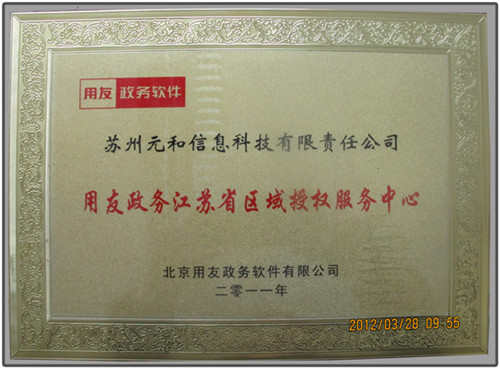 用友 政务软件
苏州元和信息科技有限责任公司
用友政务江苏省区域授权服务中心
北京用友政务软件有限公司
二零一一年
2012/03/28 09:55